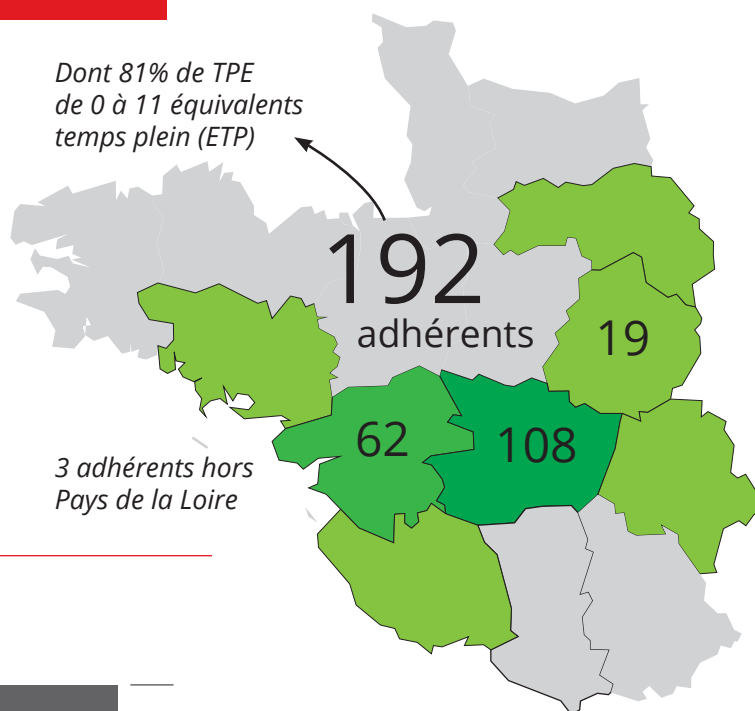 Dont 81% de TPE
de 0 à 11 équivalents
temps plein (ETP)
192
adhérents
19
62
108
3 adhérents hors
Pays de la Loire